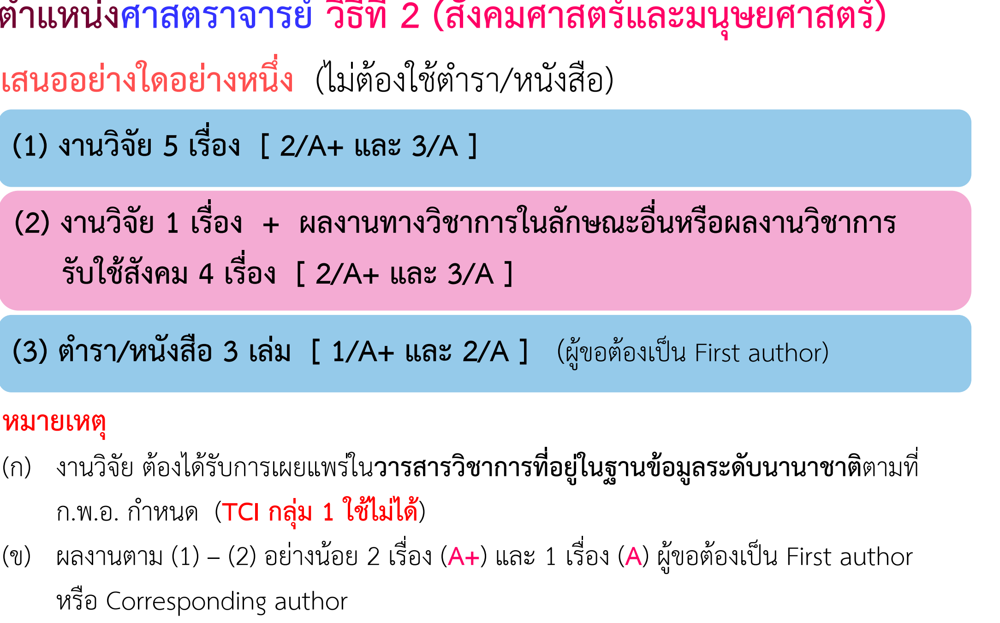 ตำแหน่งศาสตราจารย์ วิธีที่ 2 (สังคมศาสตร์และมนุษยศาสตร์)
เสนออย่างใดอย่างหนึ่ง (ไม่ต้องใช้ตำรา/หนังสือ)
(1) งานวิจัย 5 เรื่อง [ 2/A+ และ 3/A ]
(2) งานวิจัย 1 เรื่อง + ผลงานทางวิชาการในลักษณะอื่นหรือผลงานวิชาการ
รับใช้สังคม 4 เรื่อง [ 2/A+ และ 3/A ]
(3) ตำรา/หนังสือ 3 เล่ม [ 1/A+ และ 2/A ] (ผู้ขอต้องเป็น First author)
หมายเหตุ
(ก) งานวิจัย ต้องได้รับการเผยแพร่ในวารสารวิชาการที่อยู่ในฐานข้อมูลระดับนานาชาติตามที่
ก.พ.อ. กำหนด (TCI กลุ่ม 1 ใช้ไม่ได้)
(ข) ผลงานตาม (1) – (2) อย่างน้อย 2 เรื่อง (A+) และ 1 เรื่อง (A) ผู้ขอต้องเป็น First author
หรือ Corresponding author